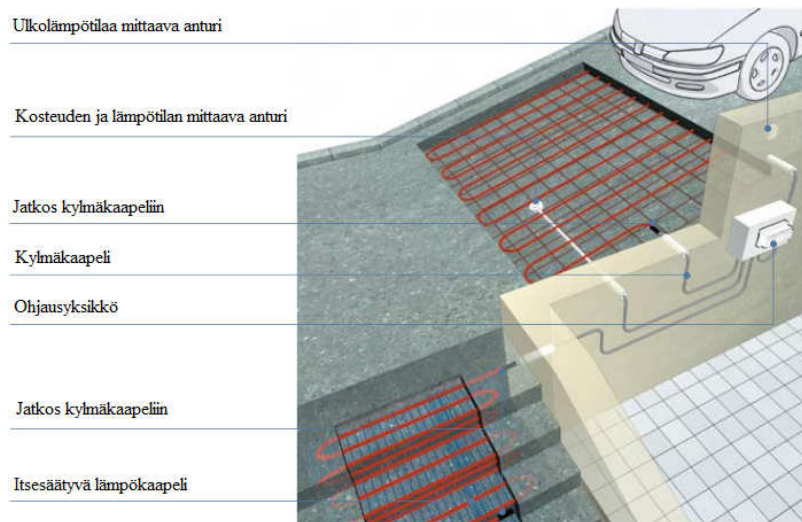 Ulkolämpötilaa mittaava anturi
Kosteuden ja lämpötilan mittaava anturi
Jatkos kylmäkaapeliin
Kylmäkaapeli
Ohjausyksikkö
Jatkos kylmäkaapeliin
Itsesäätyvä lämpökaapeli